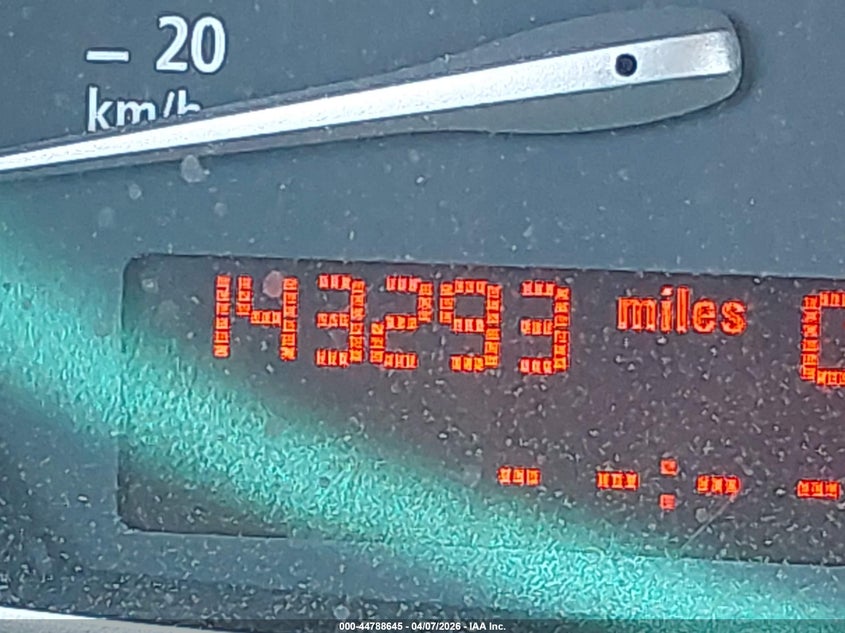 – 20
km/h
143293 miles
- -:- -
000-44788645 - 04/07/2026 - IAA Inc.